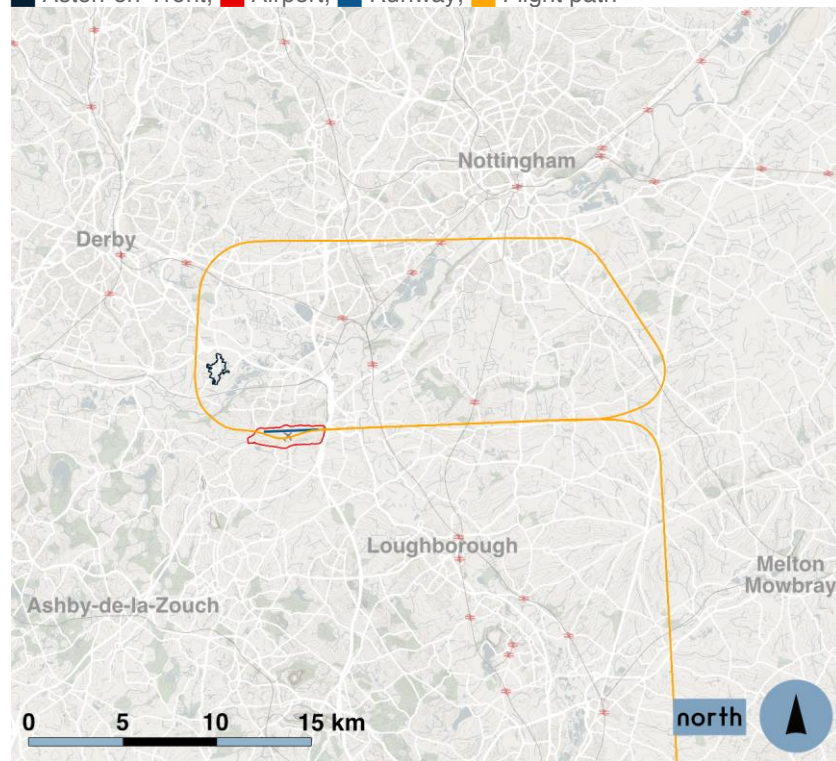 Aston-on-Trent, Airport, Runway, Flight path
Nottingham
Derby
Loughborough
Melton
Mowbray
Ashby-de-la-Zouch
0 5 10 15 km
north